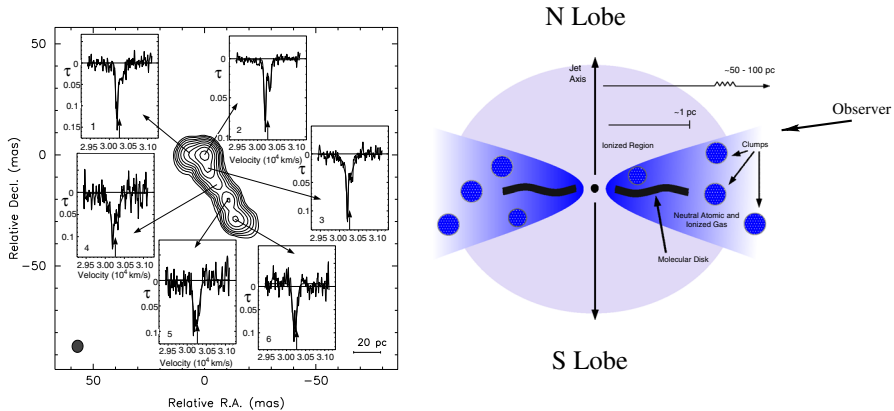 50
0
−50
Relative Decl. (mas)
50
0
−50
Relative R.A. (mas)
20 pc
τ
0
0.05
0.1
0.15
1
2.95
3.05
3.00
3.10
τ
0
0.05
0.1
2
2.95
3.05
3.00
3.10
Velocity (10⁴ km/s)
τ
0
0.05
0.1
3
2.95
3.05
3.00
3.10
τ
0
0.05
0.1
4
2.95
3.05
3.00
3.10
Velocity (10⁴ km/s)
τ
0
0.05
0.1
5
2.95
3.05
3.00
3.10
Velocity (10⁴ km/s)
τ
0
0.05
0.1
6
2.95
3.05
3.00
3.10
N Lobe
Jet
Axis
~50 - 100 pc
~1 pc
Observer
Ionized Region
Clumps
Neutral Atomic and
Ionized Gas
Molecular Disk
S Lobe